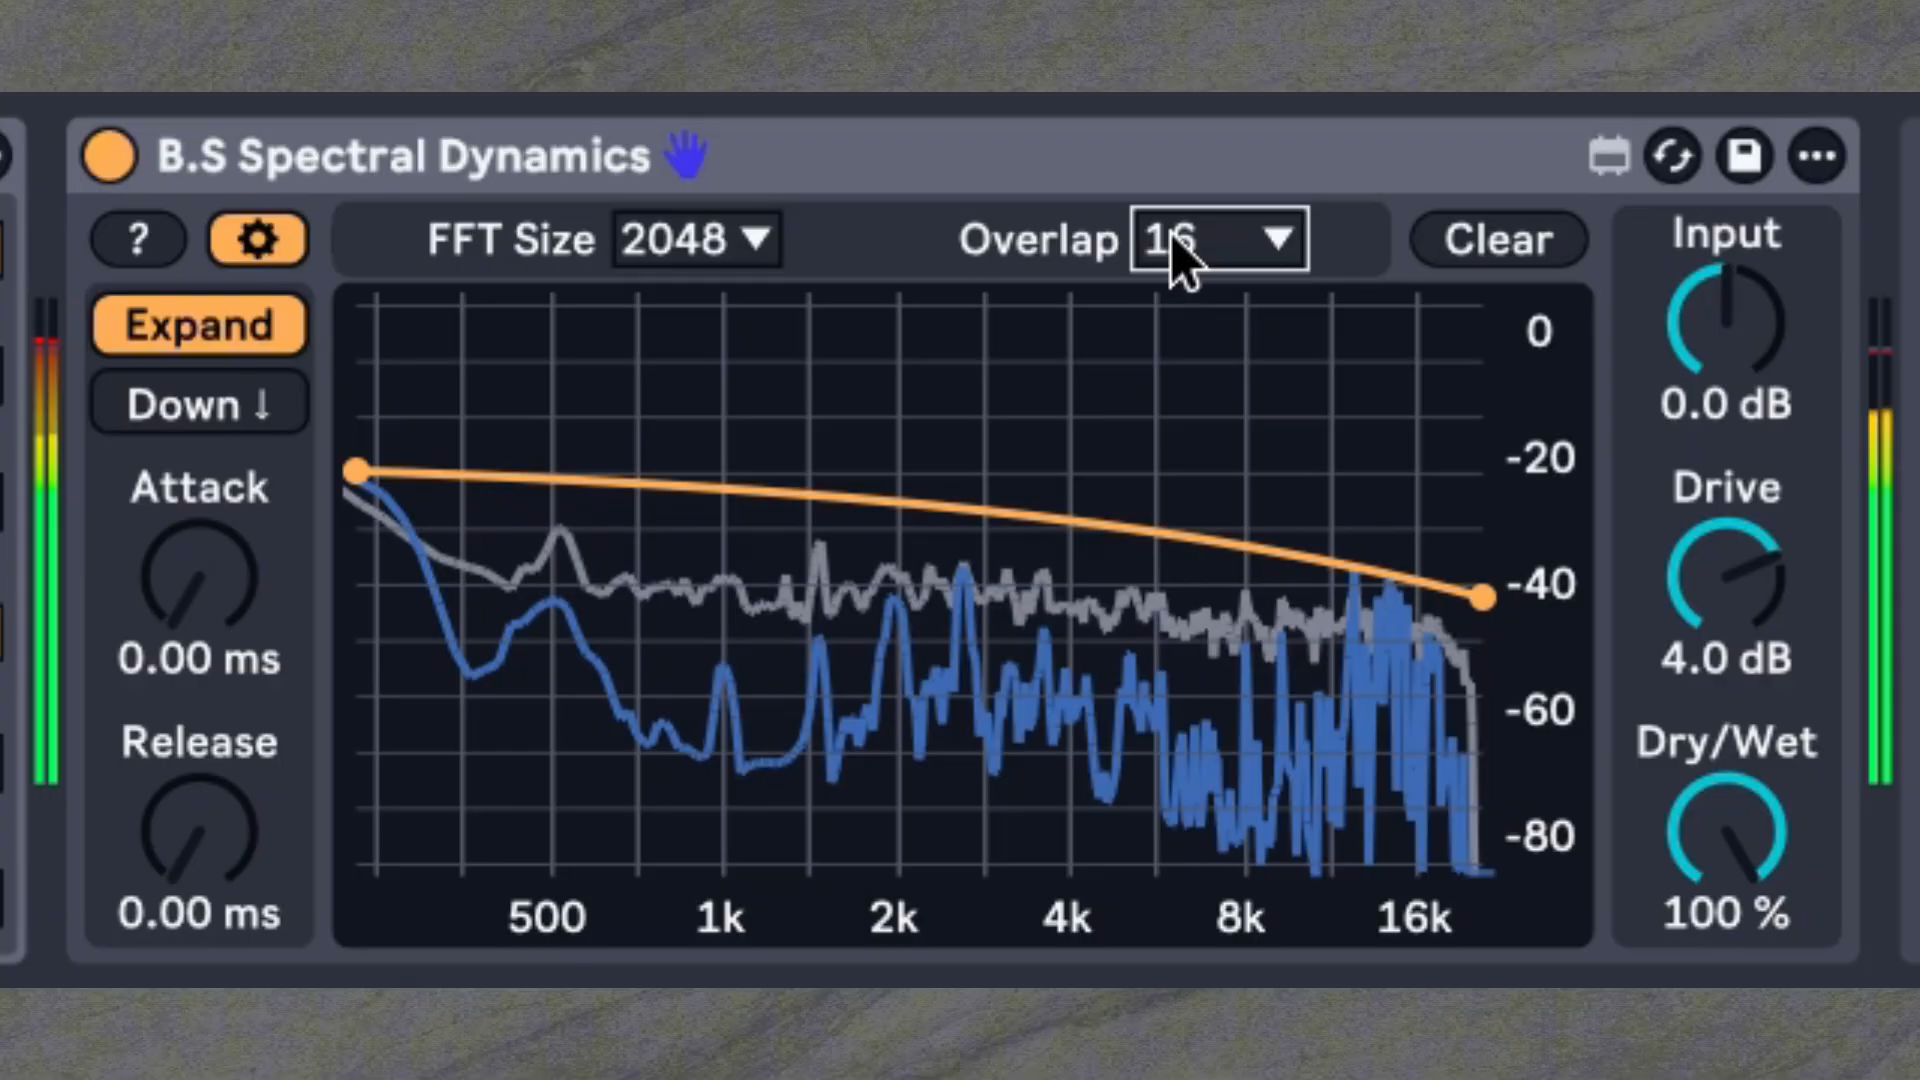 B.S Spectral Dynamics
?
FFT Size 2048
Overlap 16
Clear
Input
0.0 dB
Expand
Down ↓
Attack
0.00 ms
Release
0.00 ms
0
-20
-40
-60
-80
500 1k 2k 4k 8k 16k
Drive
4.0 dB
Dry/Wet
100 %